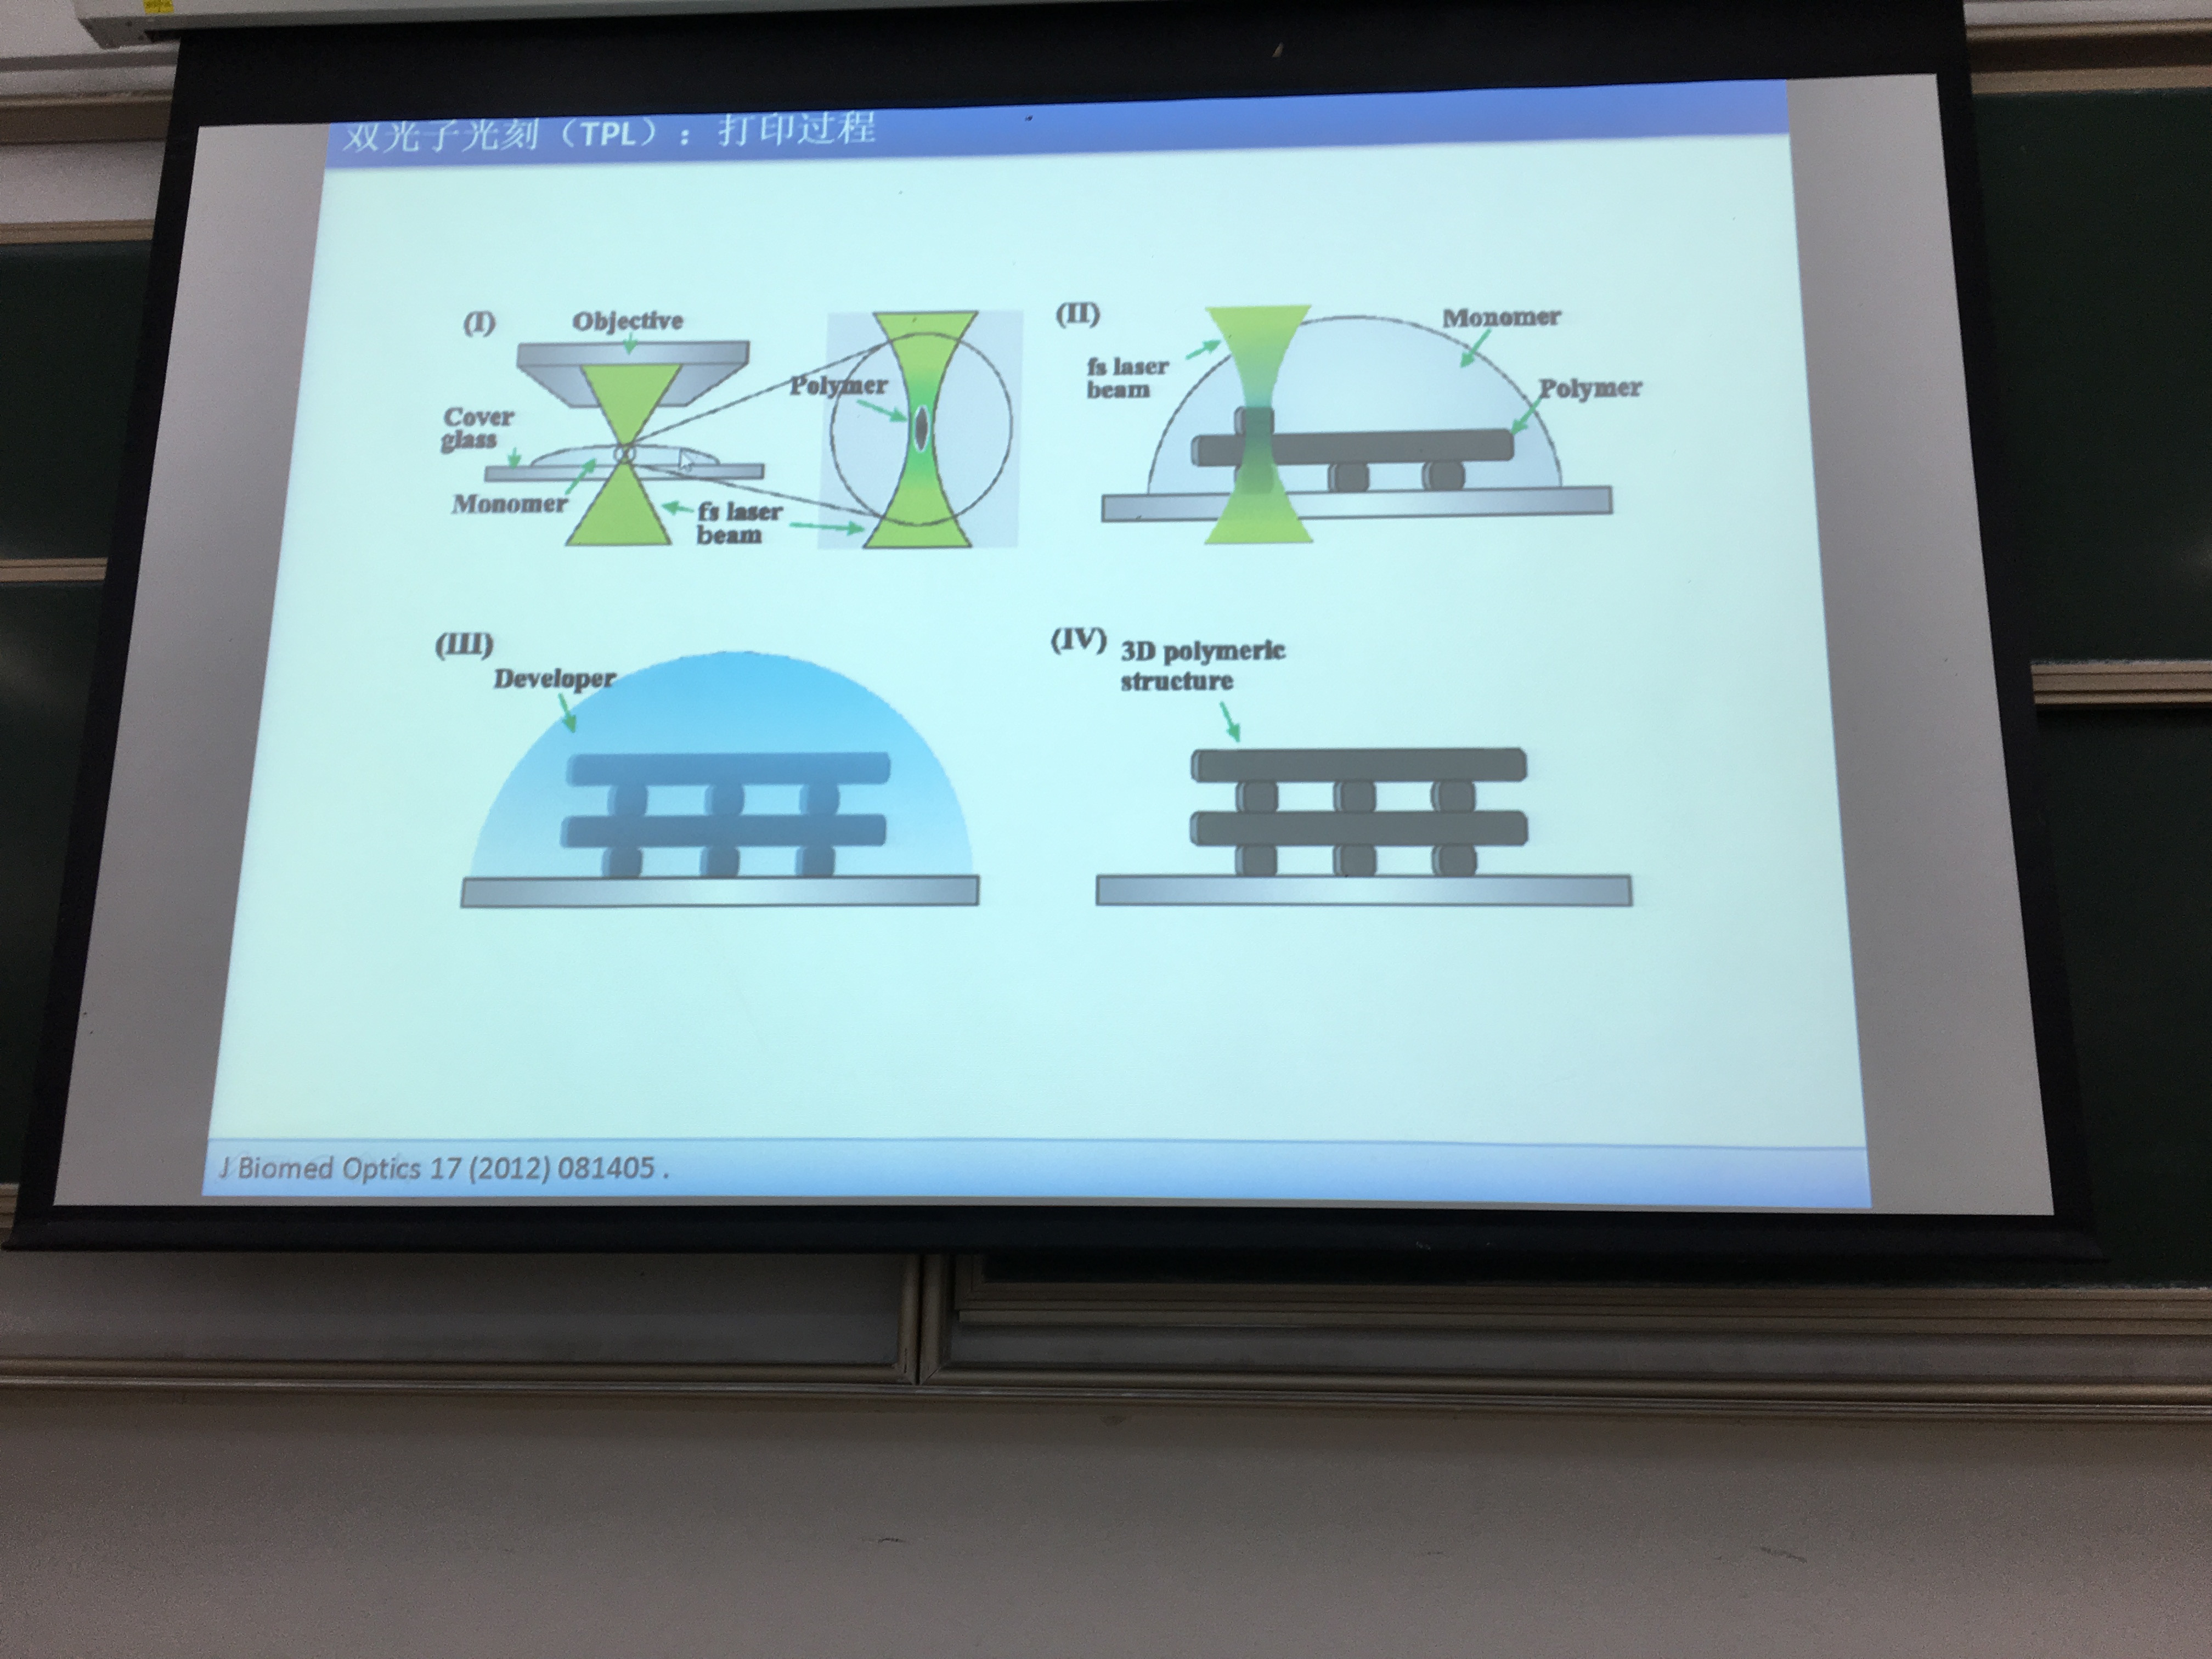 双光子光刻（TPL）：打印过程
(I)
Objective
Cover
glass
Monomer
Polymer
fs laser
beam
(II)
fs laser
beam
Monomer
Polymer
(III)
Developer
(IV)
3D polymeric
structure
J Biomed Optics 17 (2012) 081405 .